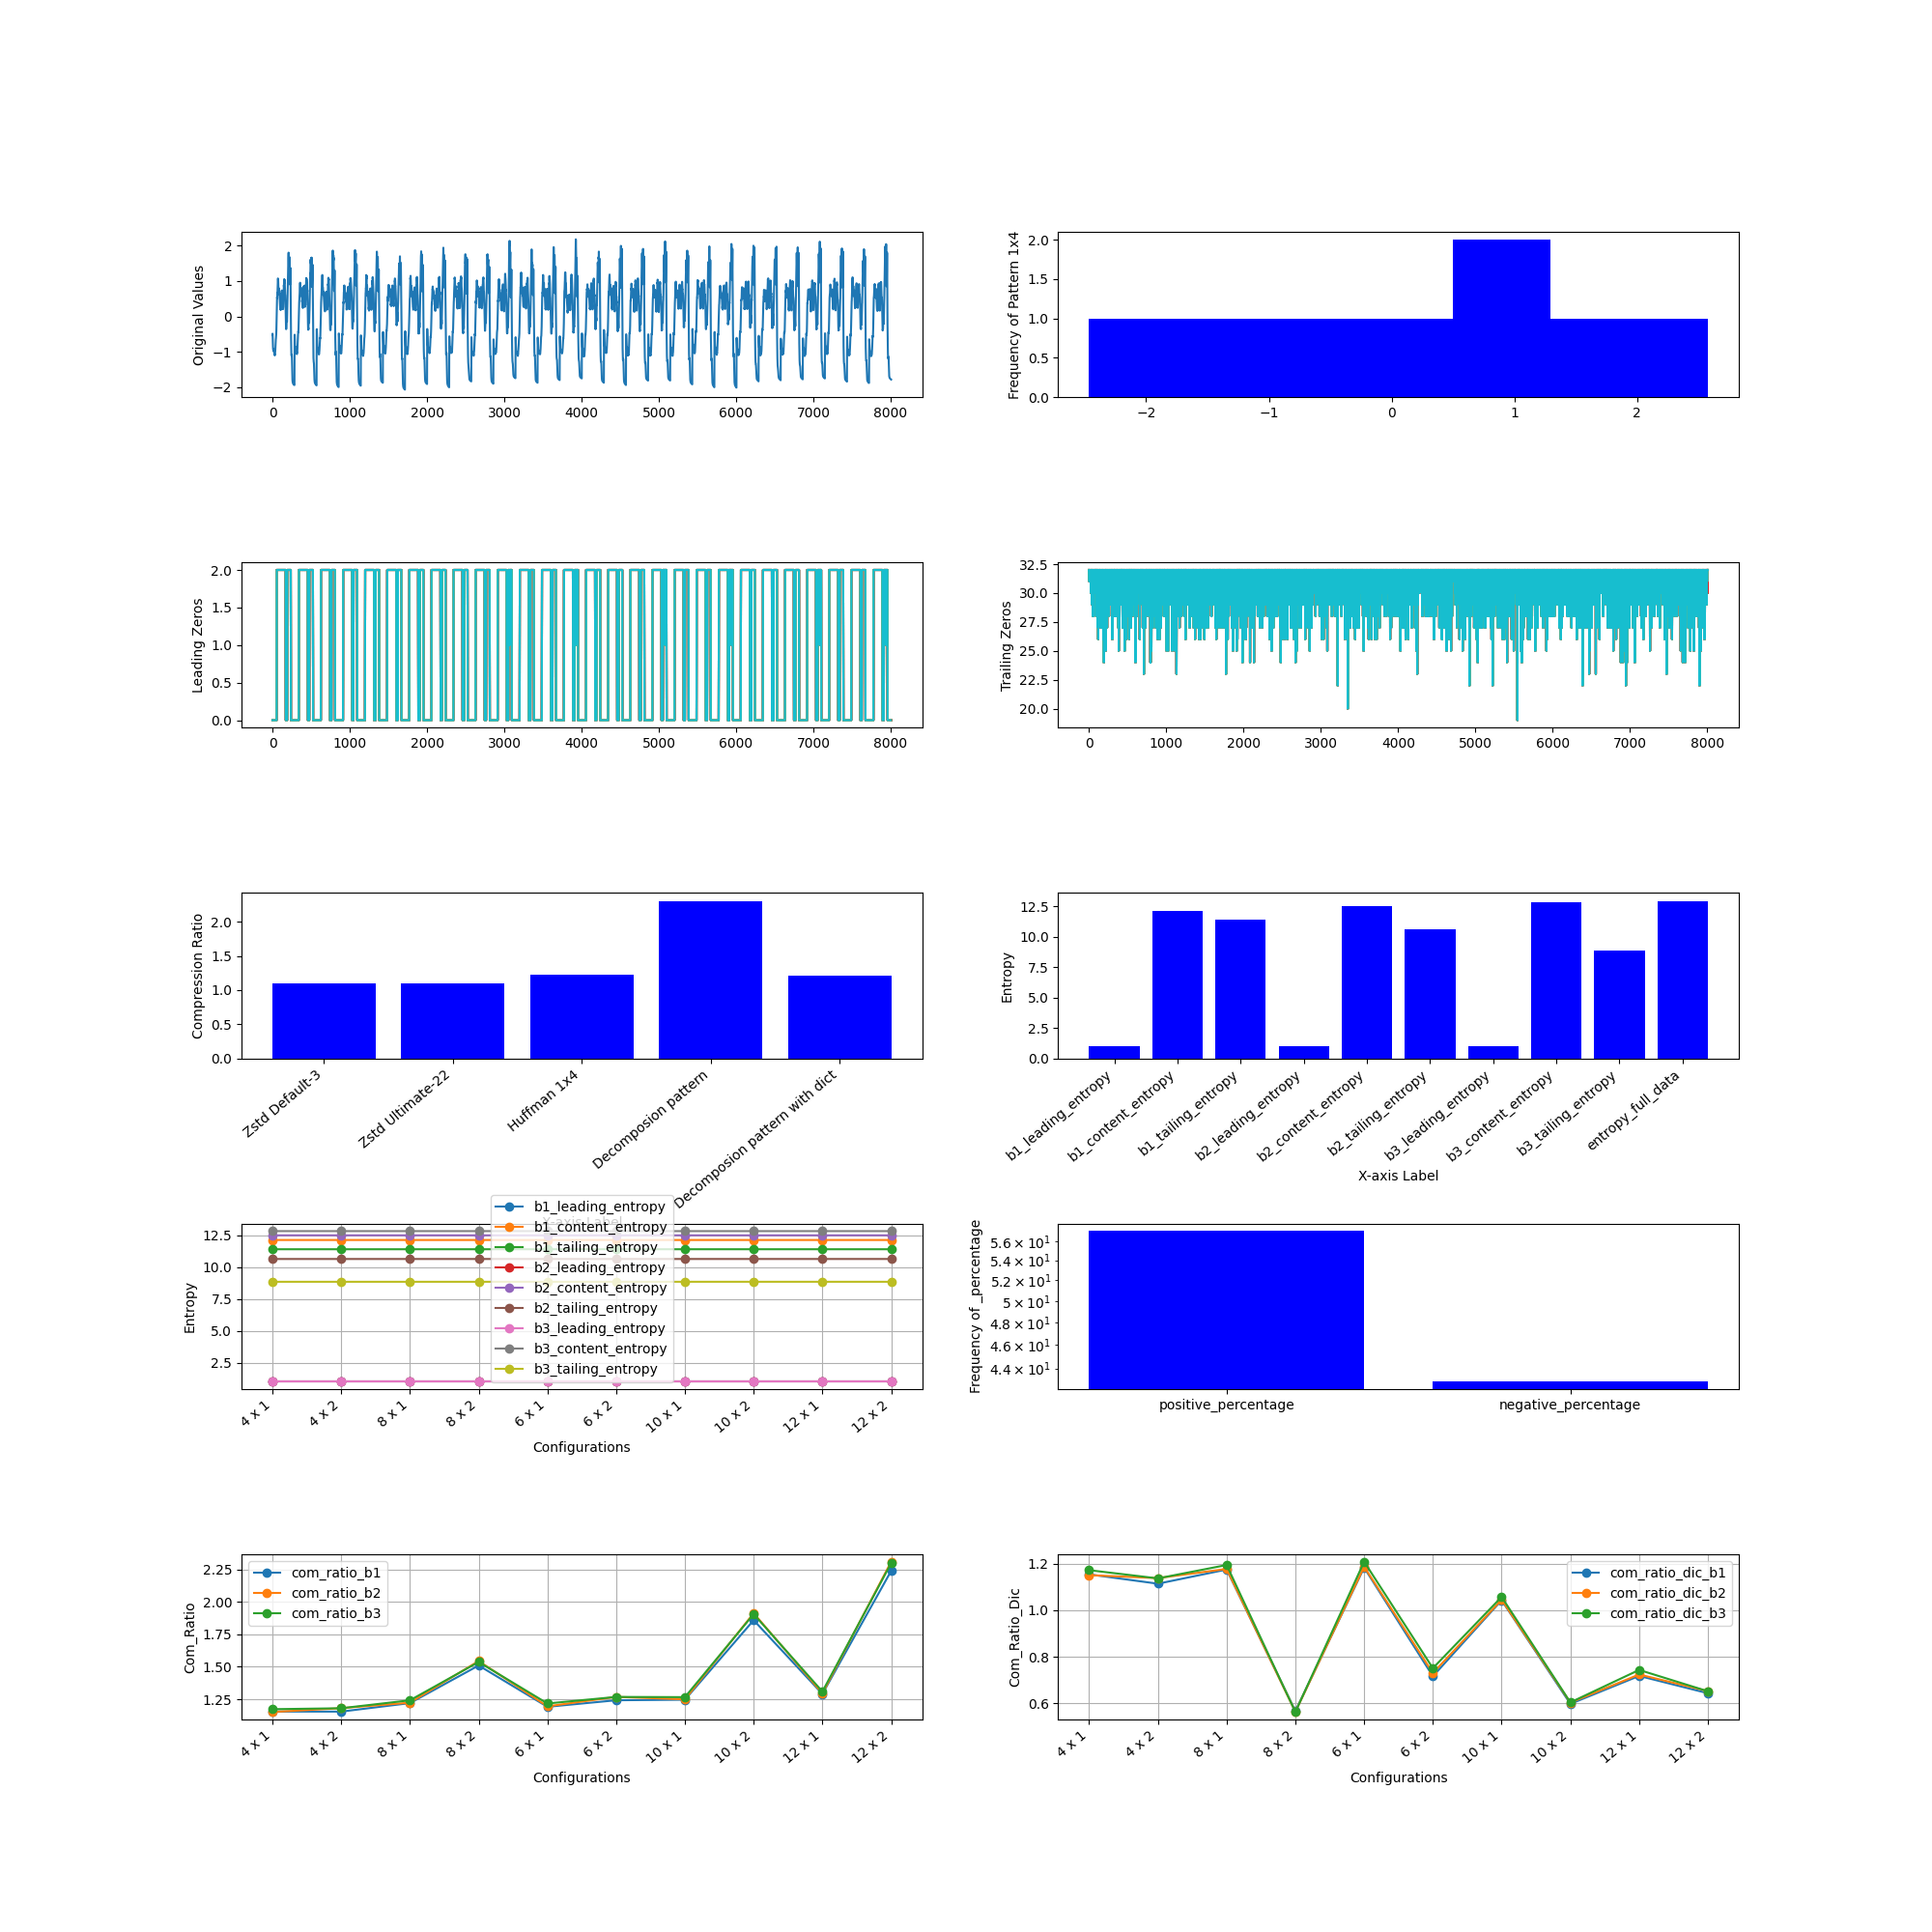 Original Values
2
1
0
−1
−2
0 1000 2000 3000 4000 5000 6000 7000 8000
Frequency of Pattern 1x4
2.0
1.5
1.0
0.5
0.0
−2 −1 0 1 2
Leading Zeros
2.0
1.5
1.0
0.5
0.0
0 1000 2000 3000 4000 5000 6000 7000 8000
Trailing Zeros
32.5
30.0
27.5
25.0
22.5
20.0
0 1000 2000 3000 4000 5000 6000 7000 8000
Compression Ratio
2.0
1.5
1.0
0.5
0.0
Zstd Default-3
Zstd Ultimate-22
Huffman 1x4
Decomposion pattern
Decomposion pattern with dict
X-axis Label
Entropy
12.5
10.0
7.5
5.0
2.5
0.0
b1_leading_entropy
b1_content_entropy
b1_tailing_entropy
b2_leading_entropy
b2_content_entropy
b2_tailing_entropy
b3_leading_entropy
b3_content_entropy
b3_tailing_entropy
entropy_full_data
X-axis Label
Entropy
12.5
10.0
7.5
5.0
2.5
b1_leading_entropy
b1_content_entropy
b1_tailing_entropy
b2_leading_entropy
b2_content_entropy
b2_tailing_entropy
b3_leading_entropy
b3_content_entropy
b3_tailing_entropy
4 x 1
4 x 2
8 x 1
8 x 2
6 x 1
6 x 2
10 x 1
10 x 2
12 x 1
12 x 2
Configurations
Frequency of _percentage
5.6 × 10¹
5.4 × 10¹
5.2 × 10¹
5 × 10¹
4.8 × 10¹
4.6 × 10¹
4.4 × 10¹
positive_percentage
negative_percentage
Com_Ratio
2.25
2.00
1.75
1.50
1.25
com_ratio_b1
com_ratio_b2
com_ratio_b3
4 x 1
4 x 2
8 x 1
8 x 2
6 x 1
6 x 2
10 x 1
10 x 2
12 x 1
12 x 2
Configurations
Com_Ratio_Dic
1.2
1.0
0.8
0.6
com_ratio_dic_b1
com_ratio_dic_b2
com_ratio_dic_b3
4 x 1
4 x 2
8 x 1
8 x 2
6 x 1
6 x 2
10 x 1
10 x 2
12 x 1
12 x 2
Configurations